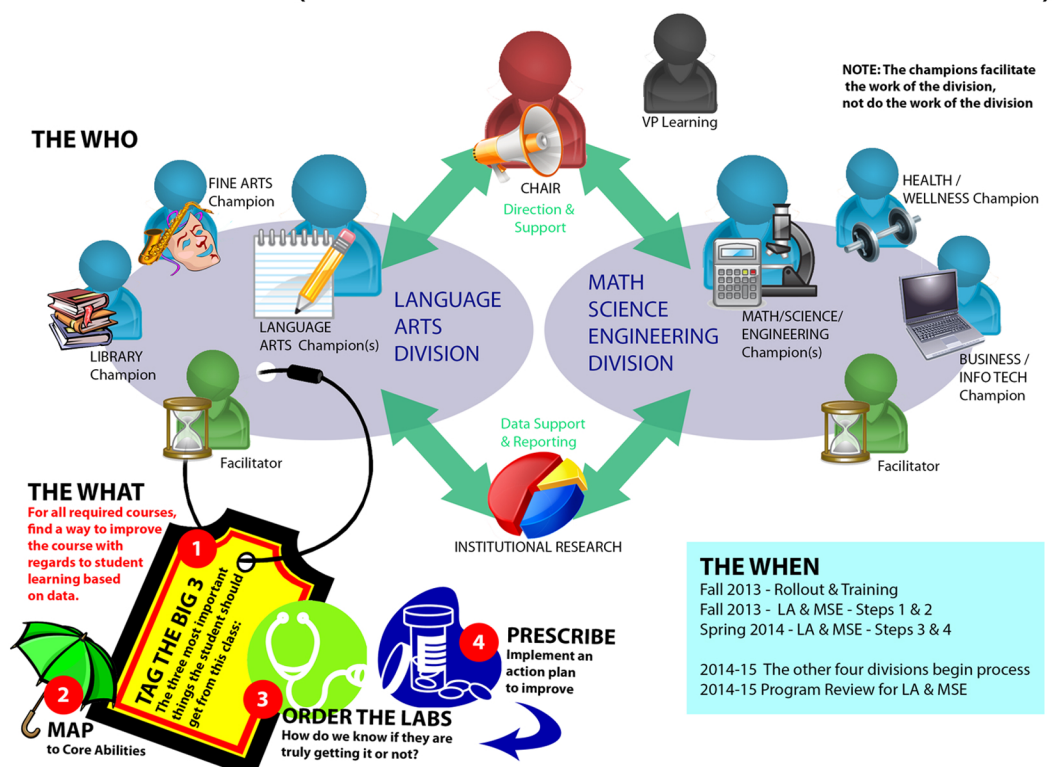 THE WHO
VP Learning
NOTE: The champions facilitate
the work of the division,
not do the work of the division
CHAIR
Direction &
Support
FINE ARTS
Champion
LIBRARY
Champion
LANGUAGE
ARTS Champion(s)
LANGUAGE
ARTS
DIVISION
Facilitator
MATH
SCIENCE
ENGINEERING
DIVISION
MATH/SCIENCE/
ENGINEERING
Champion(s)
HEALTH /
WELLNESS Champion
BUSINESS /
INFO TECH
Champion
Facilitator
Data Support
& Reporting
INSTITUTIONAL RESEARCH
THE WHAT
For all required courses,
find a way to improve
the course with
regards to student
learning based
on data.
1
TAG THE BIG 3
The three most important
things the student should
get from this class:
2
MAP
to Core Abilities
3
ORDER THE LABS
How do we know if they are
truly getting it or not?
4
PRESCRIBE
Implement an
action plan
to improve
THE WHEN
Fall 2013 - Rollout & Training
Fall 2013 - LA & MSE - Steps 1 & 2
Spring 2014 - LA & MSE - Steps 3 & 4
2014-15 The other four divisions begin process
2014-15 Program Review for LA & MSE